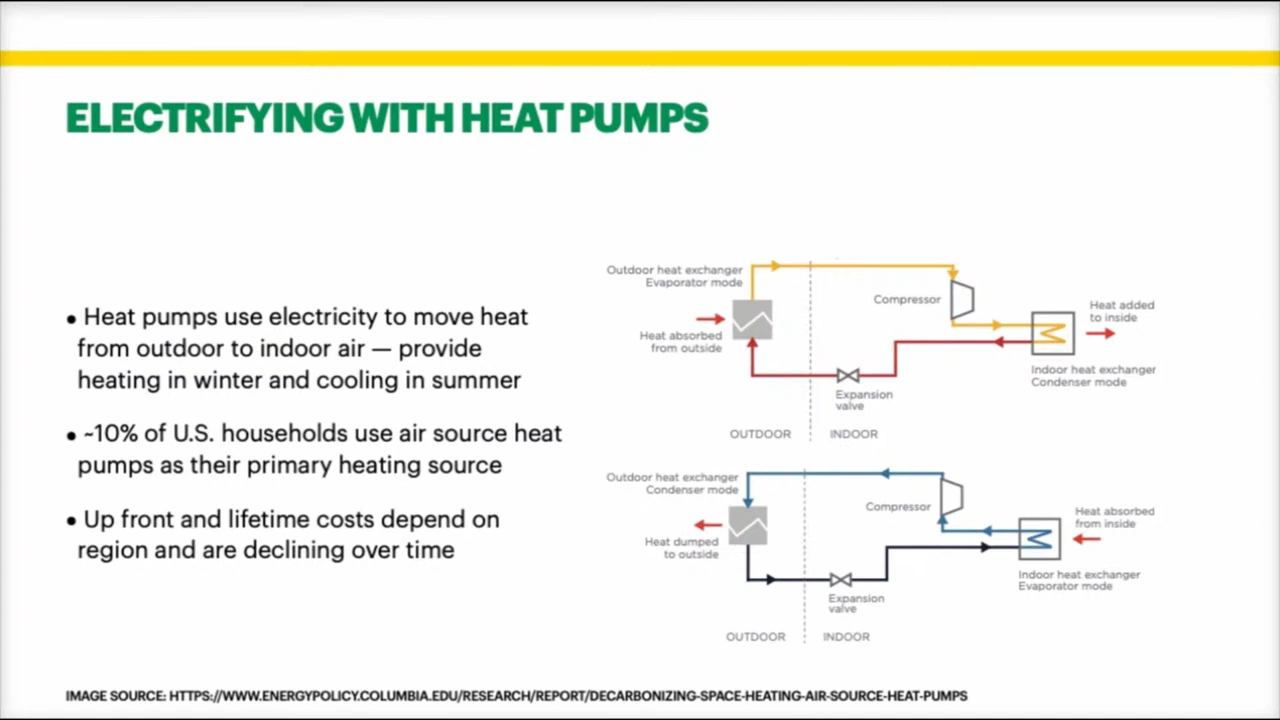 ELECTRIFYING WITH HEAT PUMPS
• Heat pumps use electricity to move heat
from outdoor to indoor air — provide
heating in winter and cooling in summer
• ~10% of U.S. households use air source heat
pumps as their primary heating source
• Up front and lifetime costs depend on
region and are declining over time
Outdoor heat exchanger
Evaporator mode
Heat absorbed
from outside
Compressor
Heat added
to inside
Indoor heat exchanger
Condenser mode
Expansion
valve
OUTDOOR
INDOOR
Outdoor heat exchanger
Condenser mode
Heat dumped
to outside
Compressor
Heat absorbed
from inside
Indoor heat exchanger
Evaporator mode
Expansion
valve
OUTDOOR
INDOOR
IMAGE SOURCE: HTTPS://WWW.ENERGYPOLICY.COLUMBIA.EDU/RESEARCH/REPORT/DECARBONIZING-SPACE-HEATING-AIR-SOURCE-HEAT-PUMPS